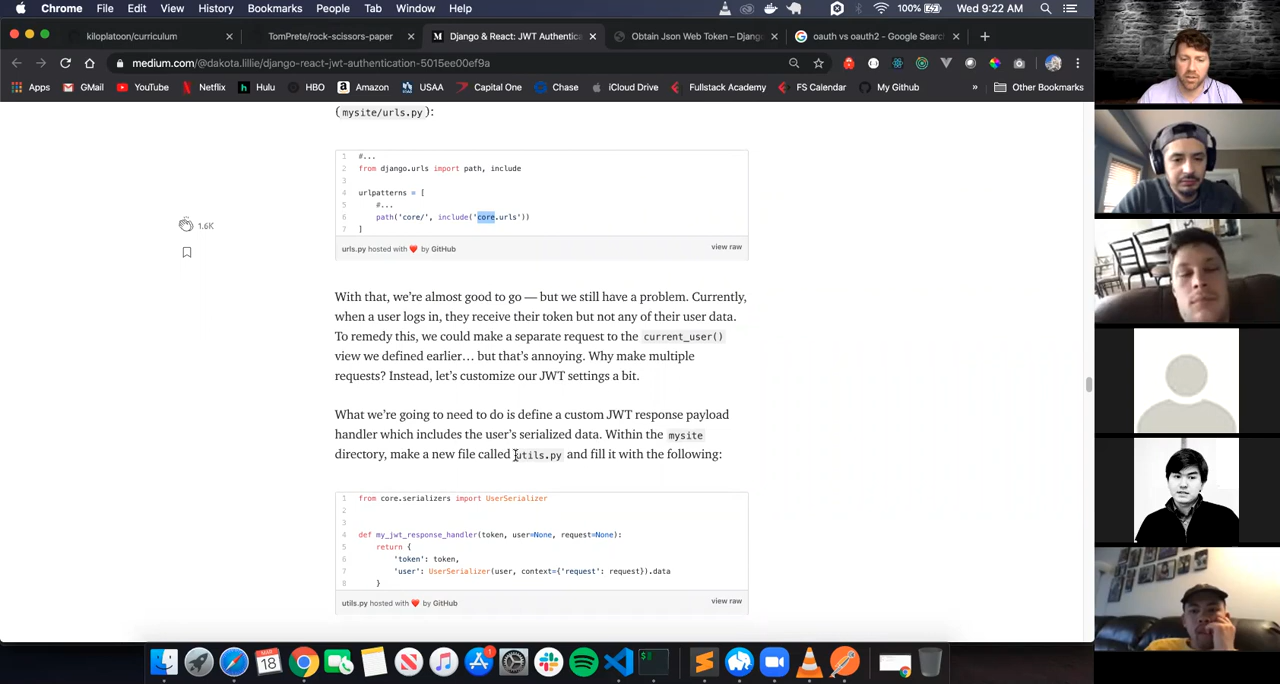 Chrome File Edit View History Bookmarks People Tab Window Help 100% Wed 9:22 AM
kiloplatoon/curriculum TomPrete/rock-scissors-paper Django & React: JWT Authentica Obtain Json Web Token – Djang oauth vs oauth2 - Google Searc
medium.com/@dakota.lillie/django-react-jwt-authentication-5015ee00ef9a
Apps GMail YouTube Netflix Hulu HBO Amazon USAA Capital One Chase iCloud Drive Fullstack Academy FS Calendar My Github » Other Bookmarks
(mysite/urls.py):
1 #...
2 from django.urls import path, include
3
4 urlpatterns = [
5 #...
6 path('core/', include('core.urls'))
7 ]
urls.py hosted with ❤ by GitHub view raw
1.6K
With that, we’re almost good to go — but we still have a problem. Currently,
when a user logs in, they receive their token but not any of their user data.
To remedy this, we could make a separate request to the current_user()
view we defined earlier… but that’s annoying. Why make multiple
requests? Instead, let’s customize our JWT settings a bit.
What we’re going to need to do is define a custom JWT response payload
handler which includes the user’s serialized data. Within the mysite
directory, make a new file called utils.py and fill it with the following:
1 from core.serializers import UserSerializer
2
3
4 def my_jwt_response_handler(token, user=None, request=None):
5 return {
6 'token': token,
7 'user': UserSerializer(user, context={'request': request}).data
8 }
utils.py hosted with ❤ by GitHub view raw
MAR
18
1